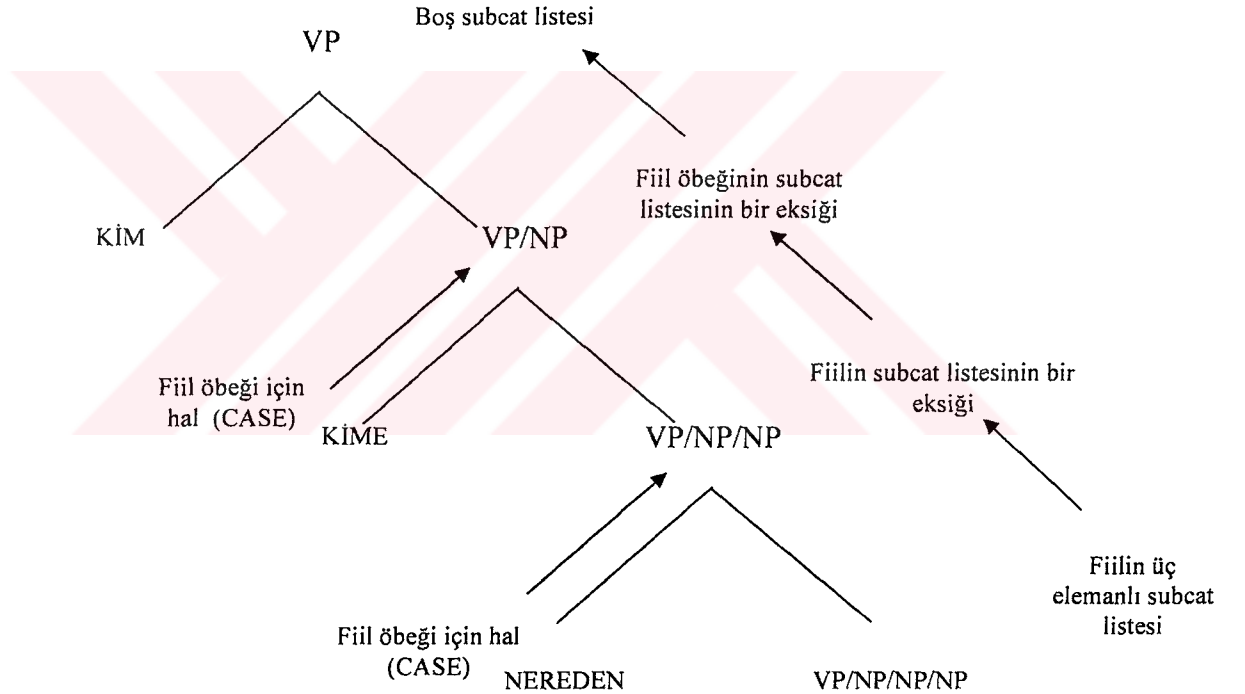 Boş subcat listesi
VP
Fiil öbeğinin subcat
listesinin bir eksiği
KİM
VP/NP
Fiilin subcat listesinin bir
eksiği
Fiil öbeği için
hal (CASE)
KİME
VP/NP/NP
Fiilin üç
elemanlı subcat
listesi
Fiil öbeği için hal
(CASE)
NEREDEN
VP/NP/NP/NP